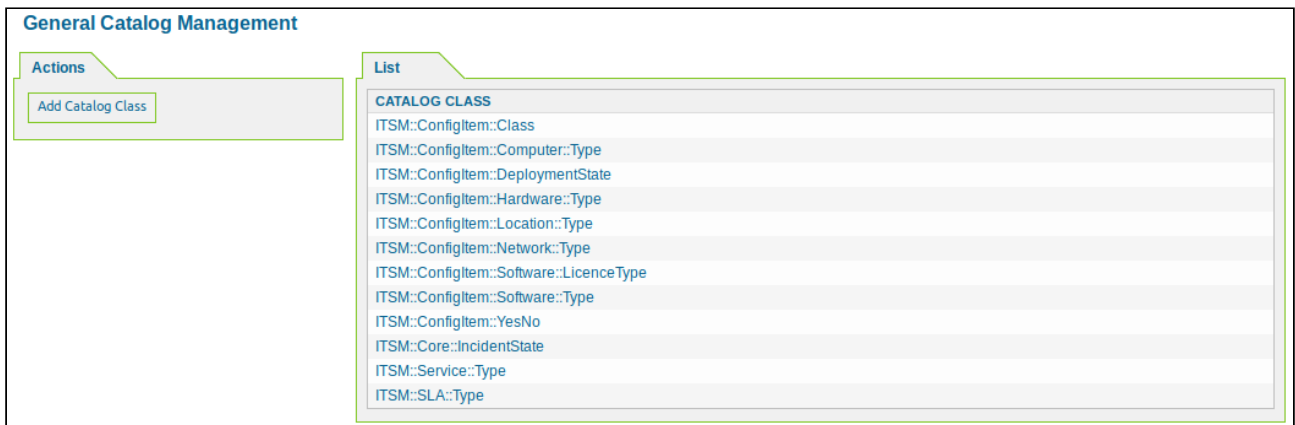 General Catalog Management
Actions
Add Catalog Class
List
CATALOG CLASS
ITSM::ConfigItem::Class
ITSM::ConfigItem::Computer::Type
ITSM::ConfigItem::DeploymentState
ITSM::ConfigItem::Hardware::Type
ITSM::ConfigItem::Location::Type
ITSM::ConfigItem::Network::Type
ITSM::ConfigItem::Software::LicenceType
ITSM::ConfigItem::Software::Type
ITSM::ConfigItem::YesNo
ITSM::Core::IncidentState
ITSM::Service::Type
ITSM::SLA::Type